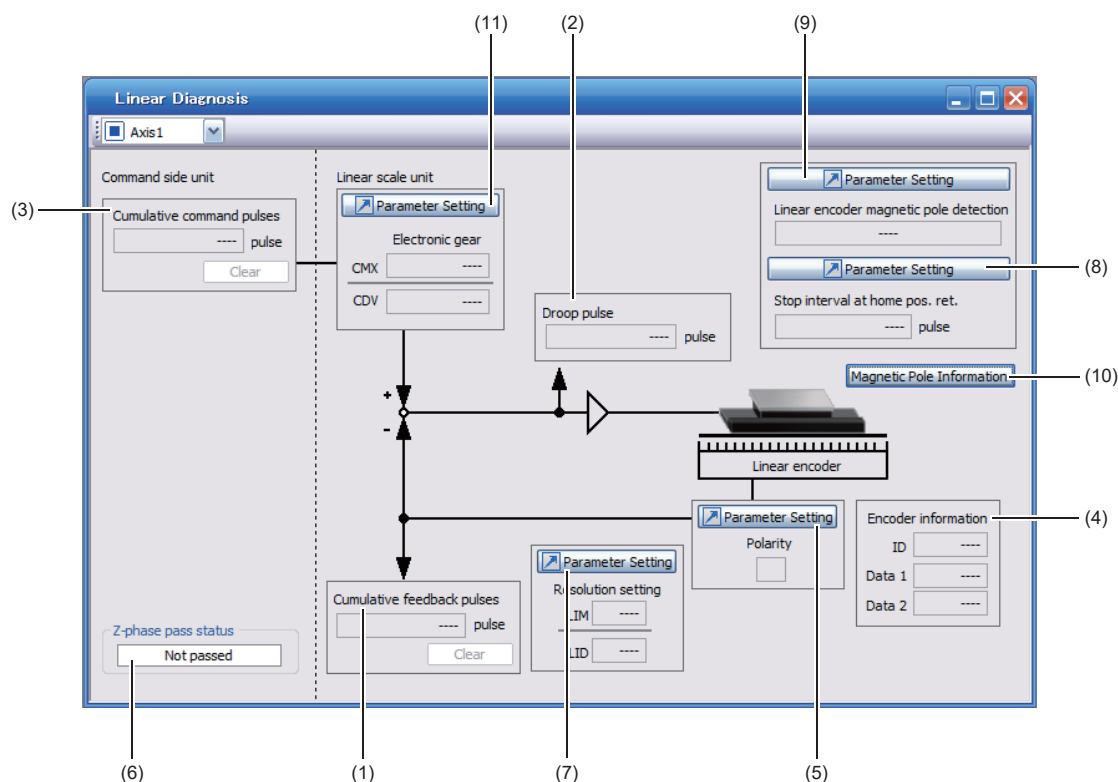 (11)
(2)
(9)
Linear Diagnosis
Axis1
Command side unit
Linear scale unit
Parameter Setting
(3)
Cumulative command pulses
---- pulse
Clear
Parameter Setting
Electronic gear
CMX ----
CDV ----
Linear encoder magnetic pole detection
----
Parameter Setting
(8)
Stop interval at home pos. ret.
---- pulse
Droop pulse
---- pulse
Magnetic Pole Information
(10)
+
-
Linear encoder
Parameter Setting
Polarity
Encoder information
(4)
ID ----
Data 1 ----
Data 2 ----
Parameter Setting
Resolution setting
LIM ----
LID ----
Cumulative feedback pulses
---- pulse
Clear
Z-phase pass status
Not passed
(6)
(1)
(7)
(5)